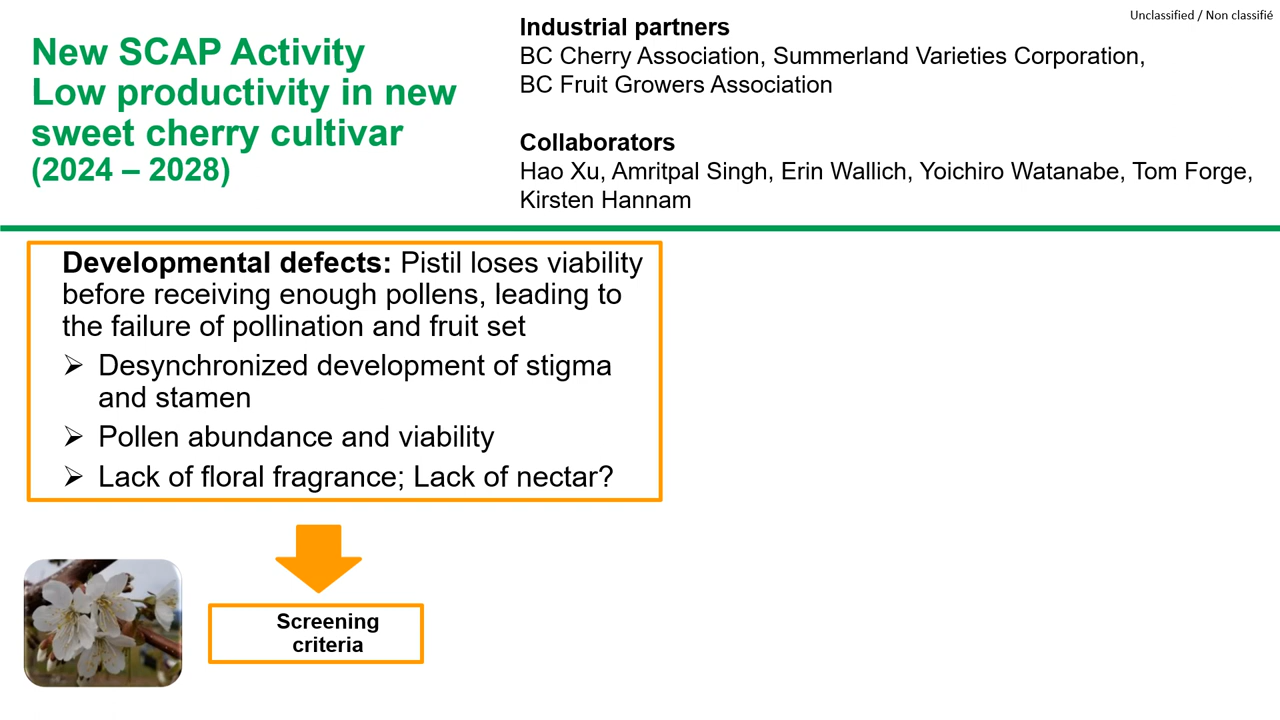 Unclassified / Non classifié
New SCAP Activity
Low productivity in new
sweet cherry cultivar
(2024 – 2028)
Industrial partners
BC Cherry Association, Summerland Varieties Corporation,
BC Fruit Growers Association
Collaborators
Hao Xu, Amritpal Singh, Erin Wallich, Yoichiro Watanabe, Tom Forge,
Kirsten Hannam
Developmental defects: Pistil loses viability
before receiving enough pollens, leading to
the failure of pollination and fruit set
➢ Desynchronized development of stigma
and stamen
➢ Pollen abundance and viability
➢ Lack of floral fragrance; Lack of nectar?
Screening
criteria